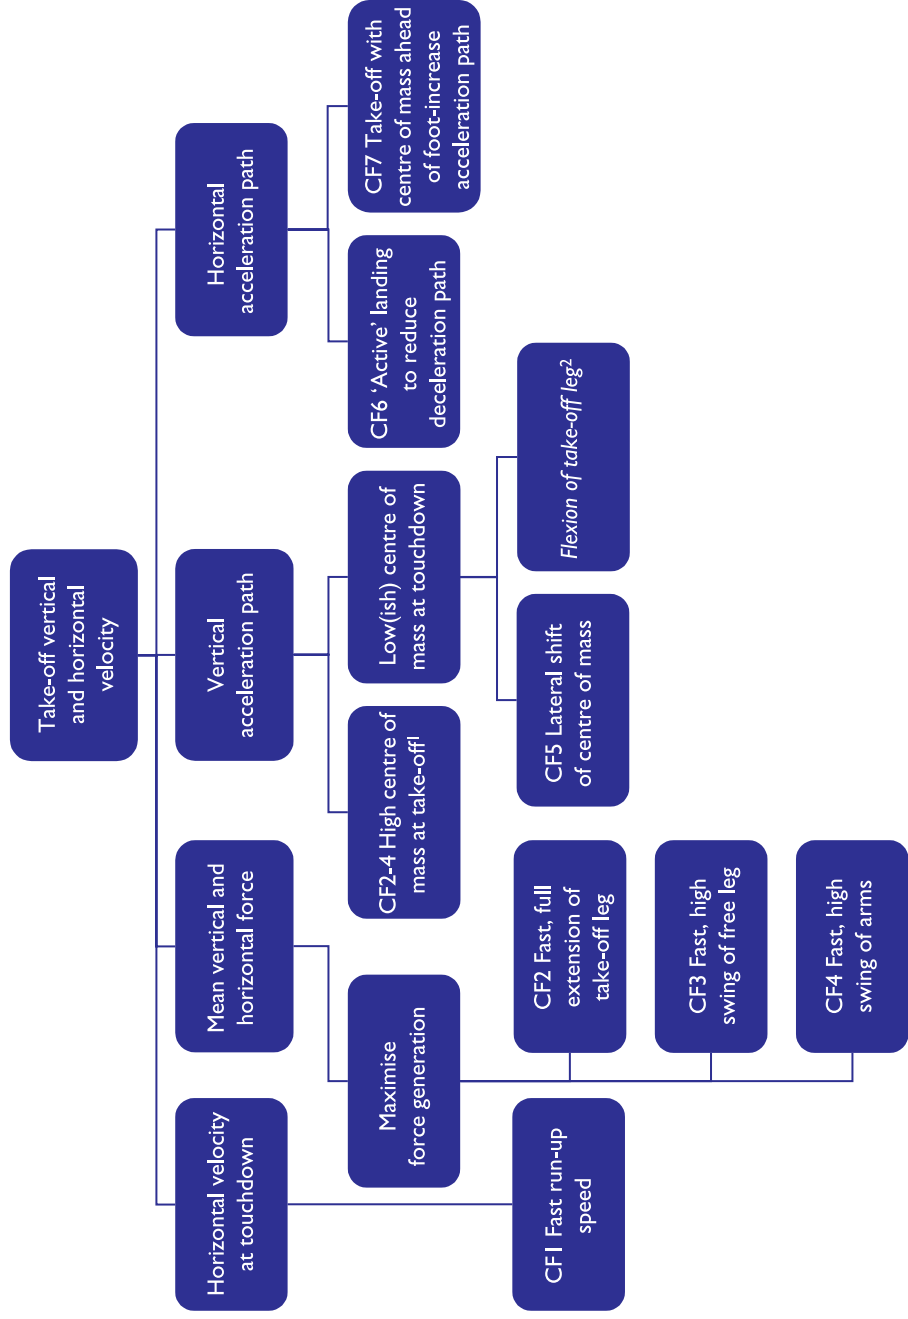 Take-off vertical
and horizontal
velocity
Horizontal velocity
at touchdown
Mean vertical and
horizontal force
Vertical
acceleration path
Horizontal
acceleration path
Maximise
force generation
CF2-4 High centre of
mass at take-off¹
Low(ish) centre of
mass at touchdown
CF6 ‘Active’ landing
to reduce
deceleration path
CF7 Take-off with
centre of mass ahead
of foot-increase
acceleration path
CF1 Fast run-up
speed
CF2 Fast, full
extension of
take-off leg
CF3 Fast, high
swing of free leg
CF4 Fast, high
swing of arms
CF5 Lateral shift
of centre of mass
Flexion of take-off leg²